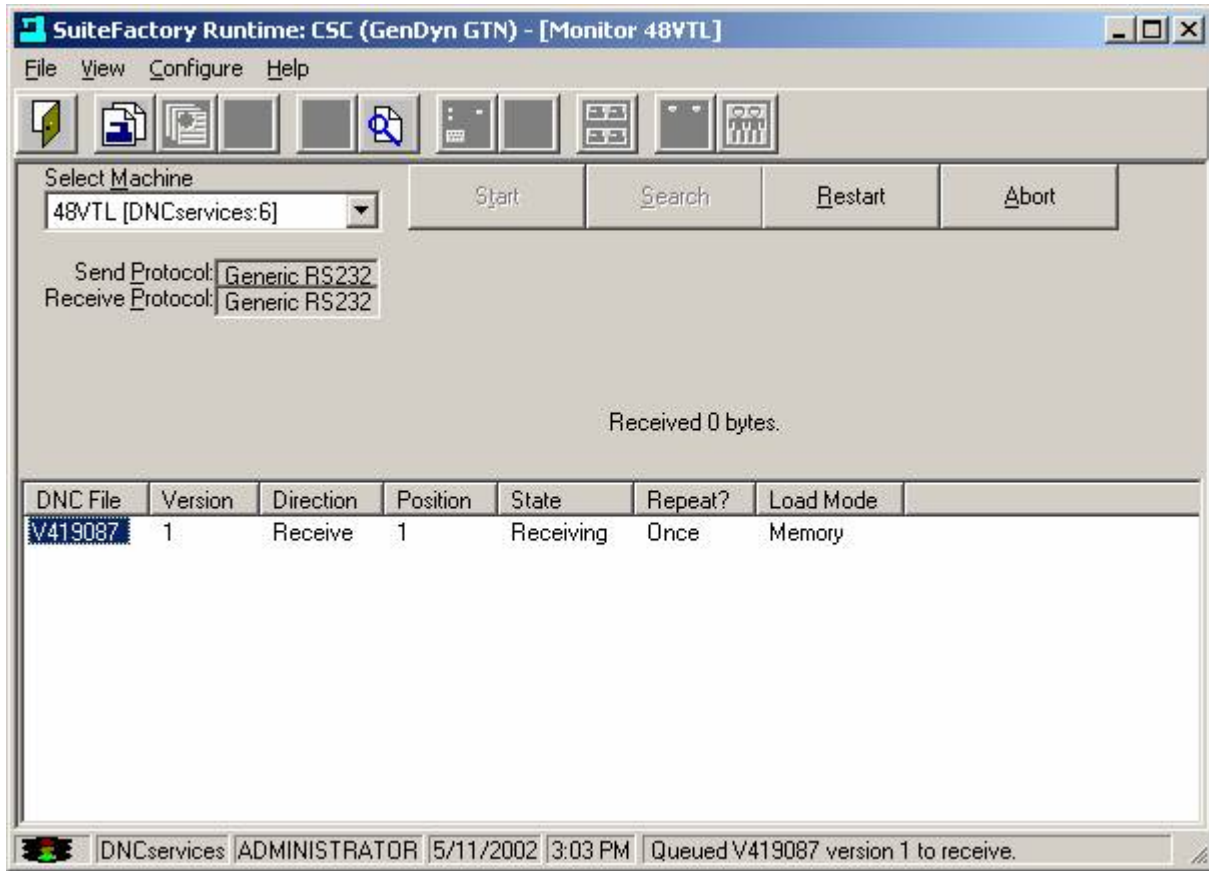 SuiteFactory Runtime: CSC (GenDyn GTN) - [Monitor 48VTL]
File View Configure Help
Select Machine
48VTL [DNCservices:6]
Start Search Restart Abort
Send Protocol: Generic RS232
Receive Protocol: Generic RS232
Received 0 bytes.
DNC File Version Direction Position State Repeat? Load Mode
V419087 1 Receive 1 Receiving Once Memory
DNCservices ADMINISTRATOR 5/11/2002 3:03 PM Queued V419087 version 1 to receive.